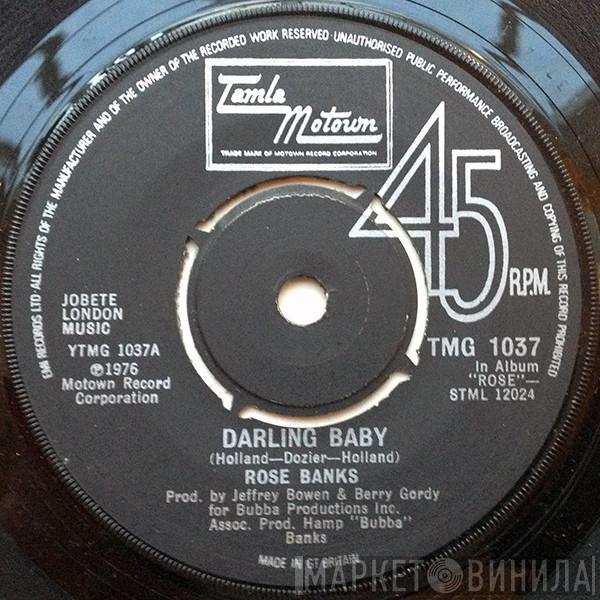 EMI RECORDS LTD · ALL RIGHTS OF THE MANUFACTURER AND OF THE OWNER OF THE RECORDED WORK RESERVED · UNAUTHORISED PUBLIC PERFORMANCE BROADCASTING AND COPYING OF THIS RECORD PROHIBITED
Tamla
Motown
TRADE MARK OF MOTOWN RECORD CORPORATION
45
R.P.M.
JOBETE
LONDON
MUSIC
YTMG 1037A
℗1976
Motown Record
Corporation
TMG 1037
In Album
"ROSE"—
STML 12024
DARLING BABY
(Holland—Dozier—Holland)
ROSE BANKS
Prod. by Jeffrey Bowen & Berry Gordy
for Bubba Productions Inc.
Assoc. Prod. Hamp "Bubba"
Banks
MADE IN GT BRITAIN
МАРКЕТ ВИНИЛА